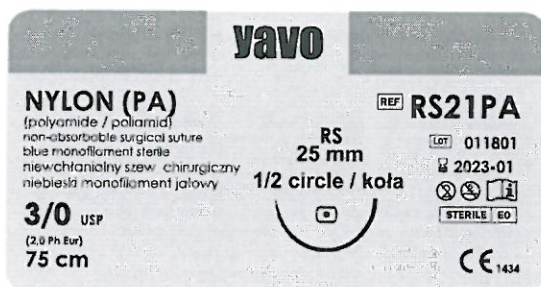 yavo
NYLON (PA)
(polyamide / poliamid)
non-absorbable surgical suture
blue monofilament sterile
niewchłanialny szew chirurgiczny
niebieski monofilament jałowy
3/0 USP
(2,0 Ph Eur)
75 cm
RS
25 mm
1/2 circle / koła
REF RS21PA
LOT 011801
2023-01
STERILE EO
CE 1434